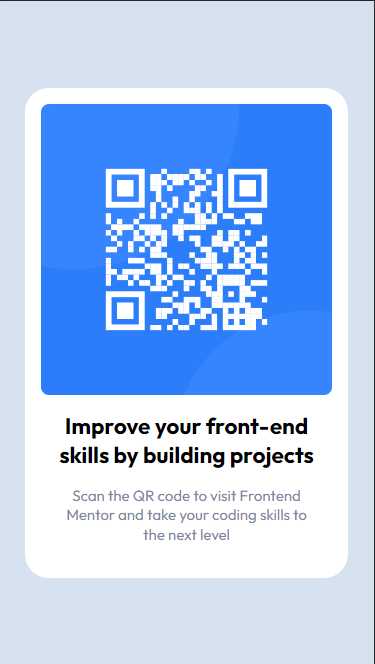 Improve your front-end
skills by building projects
Scan the QR code to visit Frontend
Mentor and take your coding skills to
the next level